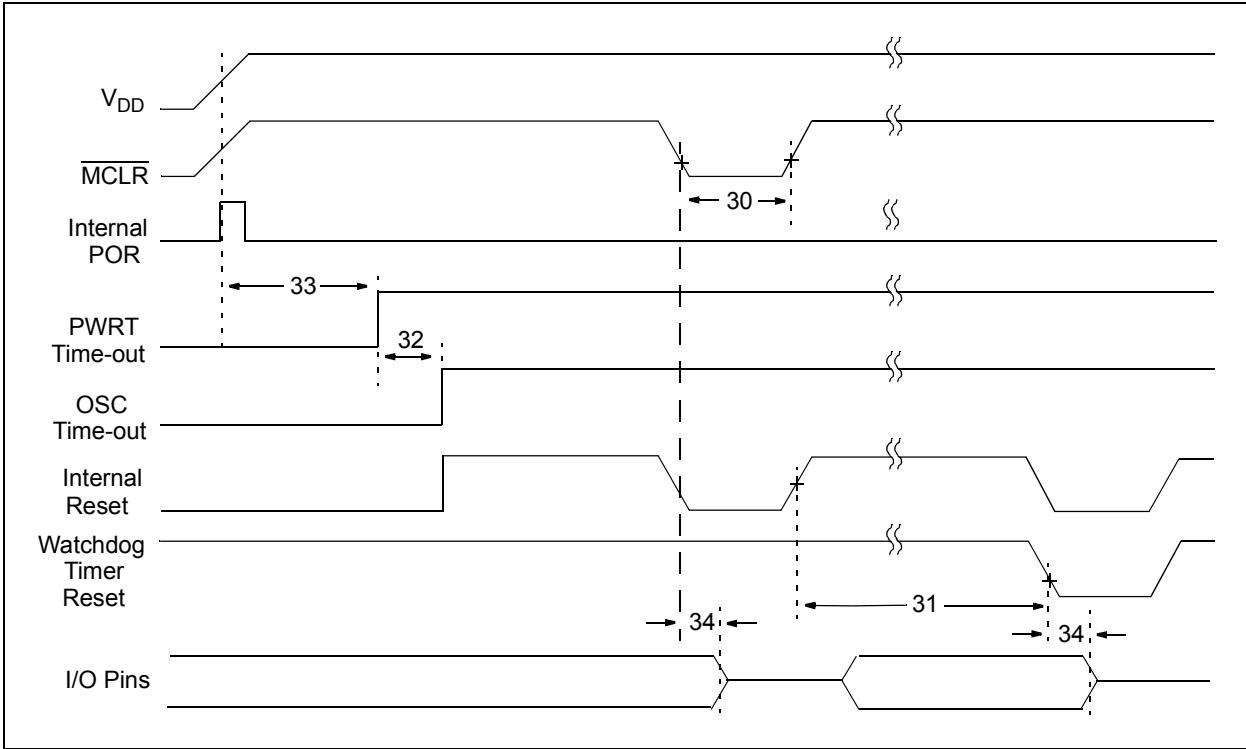 VDD
MCLR
30
Internal
POR
33
PWRT
Time-out
32
OSC
Time-out
Internal
Reset
Watchdog
Timer
Reset
31
34
34
I/O Pins